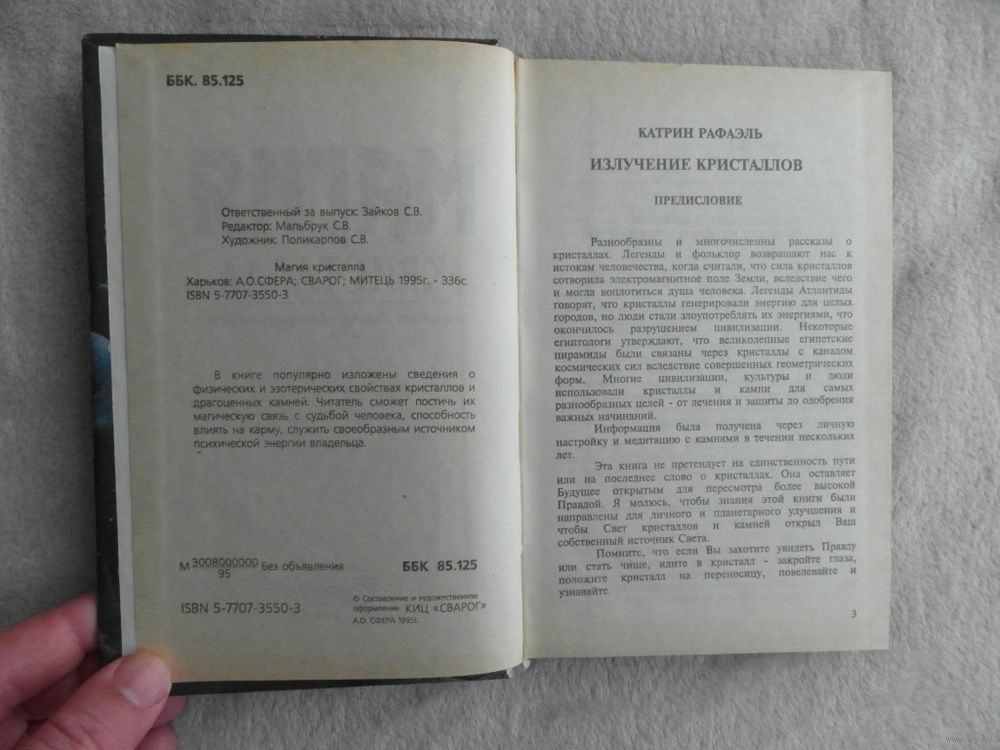 ББК. 85.125
Ответственный за выпуск: Зайков С.В.
Редактор: Мальбрук С.В.
Художник: Поликарпов С.В.
Магия кристалла
Харьков: А.О.СФЕРА; СВАРОГ; МИТЕЦЬ 1995г. - 336с.
ISBN 5-7707-3550-3
В книге популярно изложены сведения о
физических и эзотерических свойствах кристаллов и
драгоценных камней. Читатель сможет постичь их
магическую связь с судьбой человека, способность
влиять на карму, служить своеобразным источником
психической энергии владельца.
М 3008000000 Без объявления
95
ББК 85.125
ISBN 5-7707-3550-3
© Составление и художественное
оформление КИЦ «СВАРОГ»
А.О. СФЕРА 1995г.
КАТРИН РАФАЭЛЬ
ИЗЛУЧЕНИЕ КРИСТАЛЛОВ
ПРЕДИСЛОВИЕ
Разнообразны и многочисленны рассказы о
кристаллах. Легенды и фольклор возвращают нас к
истокам человечества, когда считали, что сила кристаллов
сотворила электромагнитное поле Земли, вследствие чего
и могла воплотиться душа человека. Легенды Атлантиды
говорят, что кристаллы генерировали энергию для целых
городов, но люди стали злоупотреблять их энергиями, что
окончилось разрушением цивилизации. Некоторые
египтологи утверждают, что великолепные египетские
пирамиды были связаны через кристаллы с каналом
космических сил вследствие совершенных геометрических
форм. Многие цивилизации, культуры и люди
использовали кристаллы и камни для самых
разнообразных целей - от лечения и защиты до одобрения
важных начинаний.
Информация была получена через личную
настройку и медитацию с камнями в течении нескольких
лет.
Эта книга не претендует на единственность пути
или на последнее слово о кристаллах. Она оставляет
Будущее открытым для пересмотра более высокой
Правдой. Я молюсь, чтобы знания этой книги были
направлены для личного и планетарного улучшения и
чтобы Свет кристаллов и камней открыл Ваш
собственный источник Света.
Помните, что если Вы захотите увидеть Правду
или стать чище, идите в кристалл - закройте глаза,
положите кристалл на переносицу, повелевайте и
узнавайте.
3